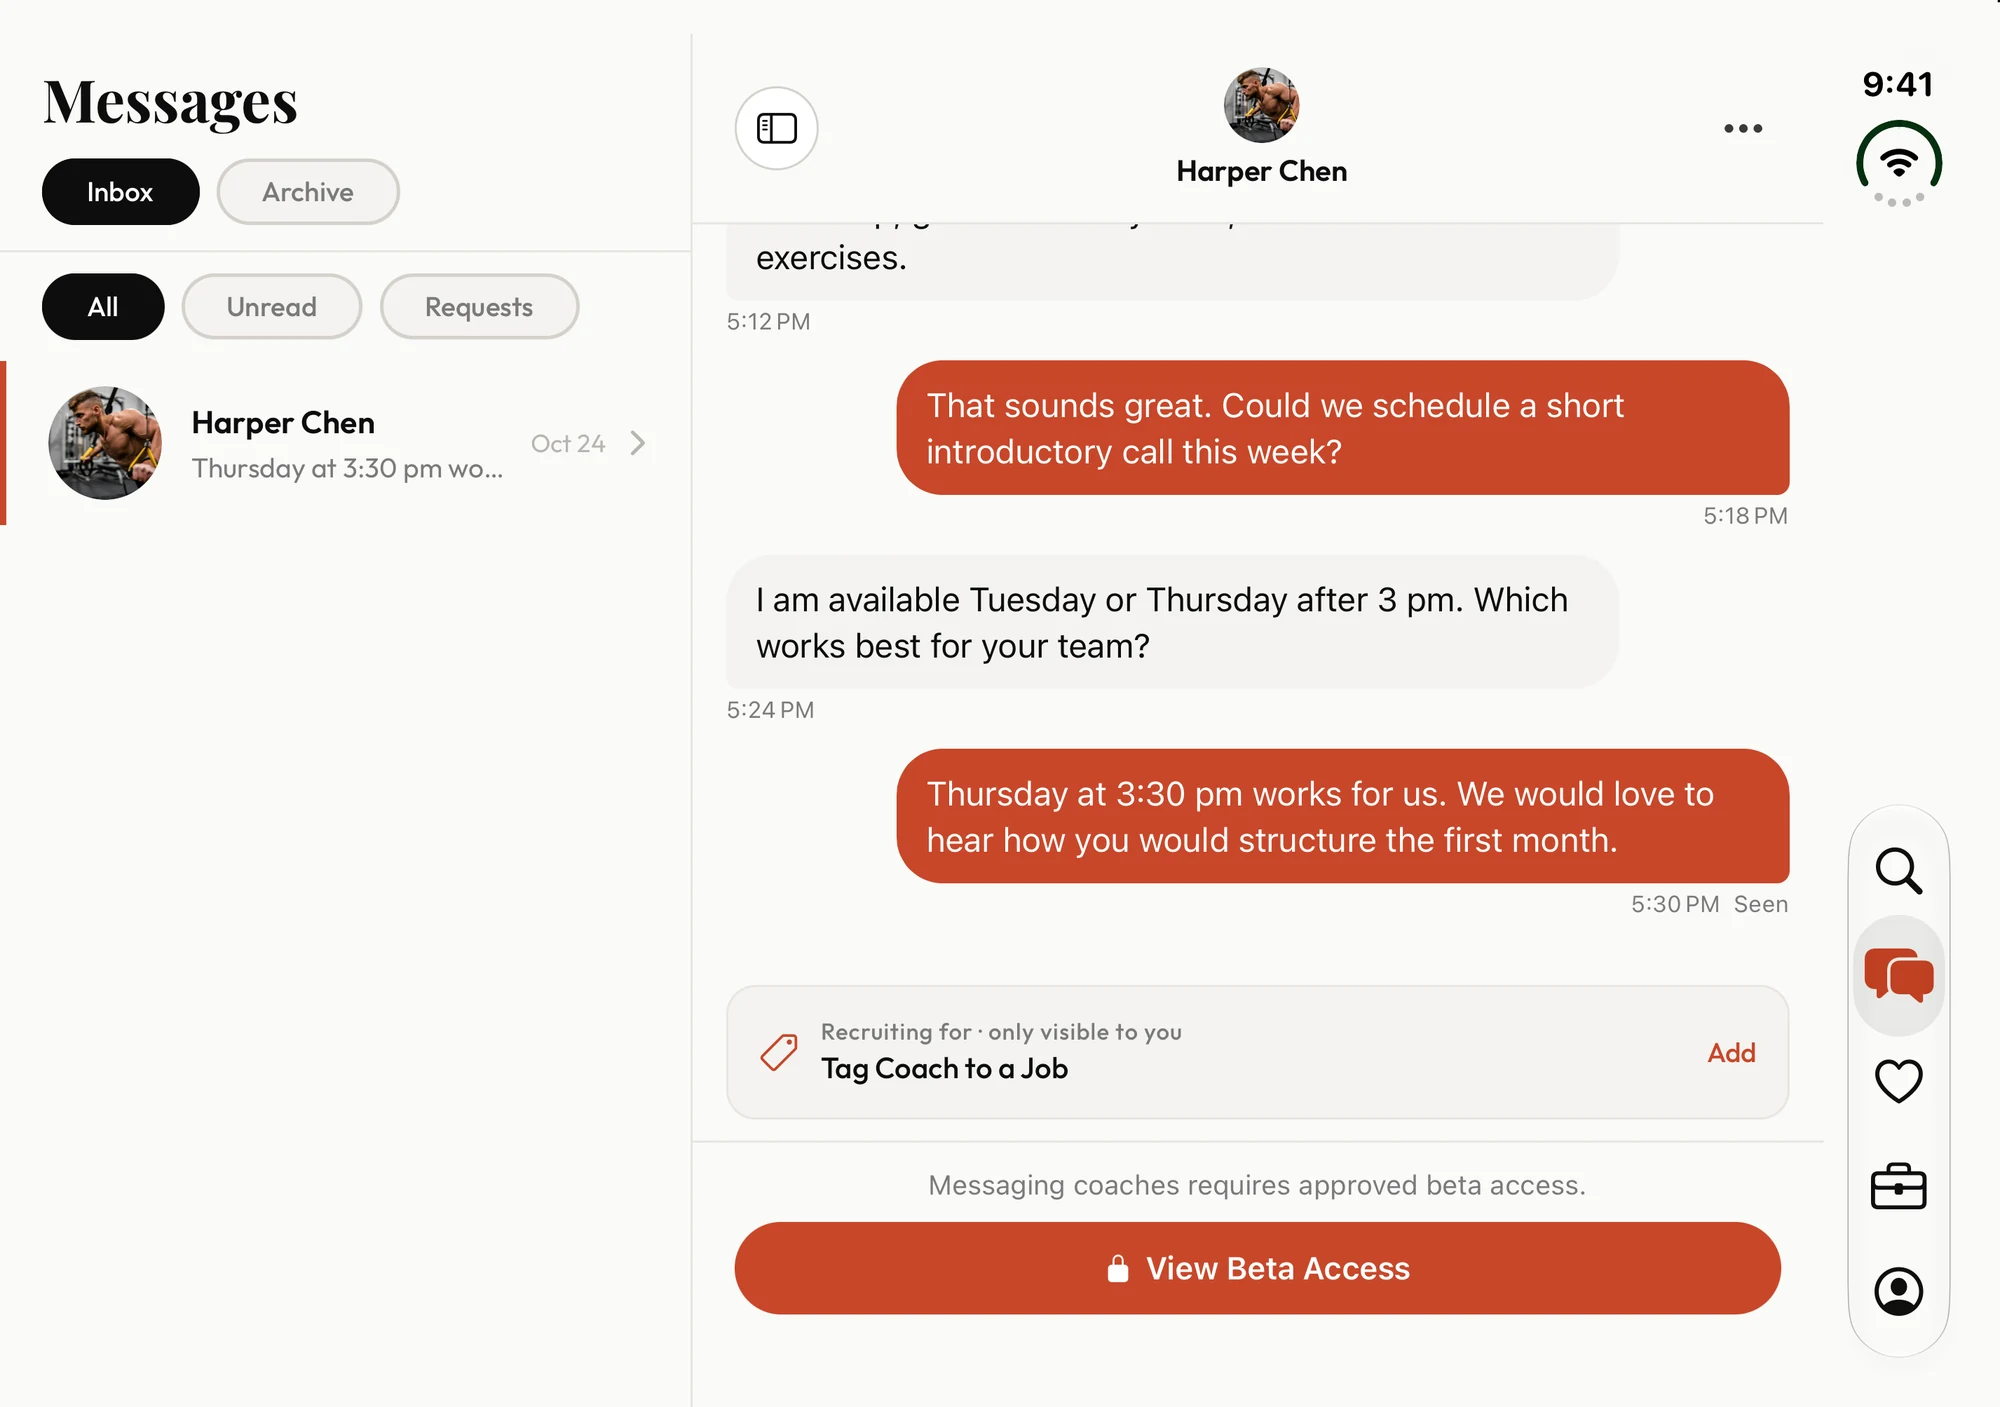 Messages
Inbox
Archive
All
Unread
Requests
Harper Chen
Thursday at 3:30 pm wo...
Oct 24
Harper Chen
exercises.
5:12 PM
That sounds great. Could we schedule a short
introductory call this week?
5:18 PM
I am available Tuesday or Thursday after 3 pm. Which
works best for your team?
5:24 PM
Thursday at 3:30 pm works for us. We would love to
hear how you would structure the first month.
5:30 PM Seen
Recruiting for · only visible to you
Tag Coach to a Job
Add
Messaging coaches requires approved beta access.
View Beta Access
9:41